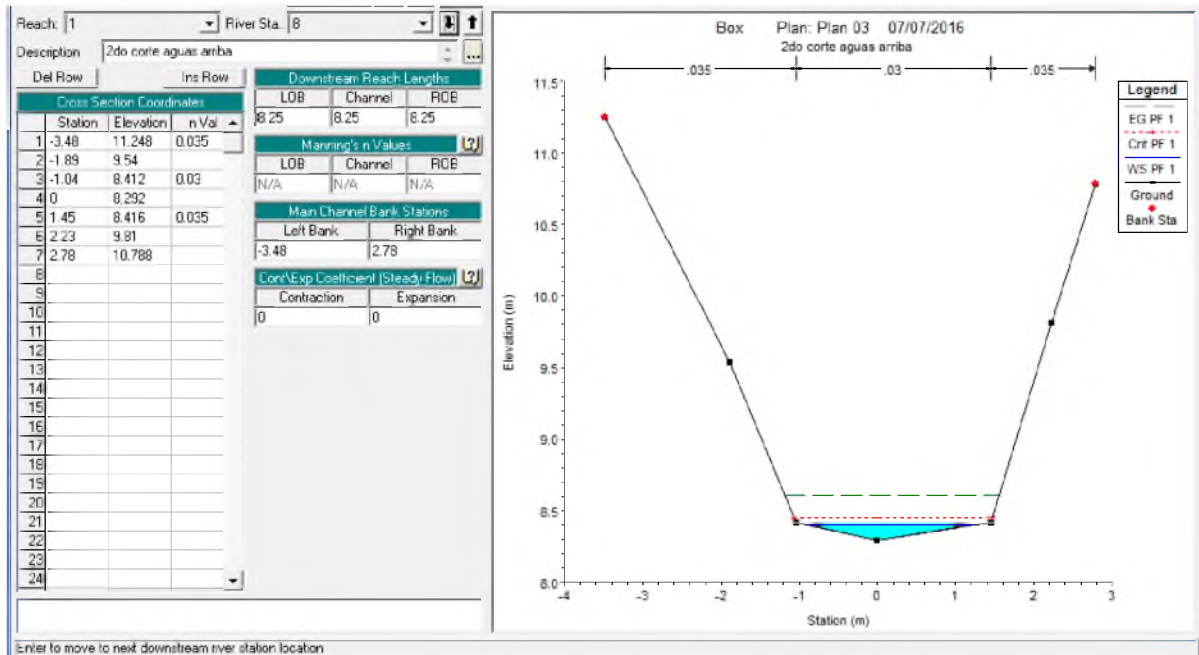 Reach: 1 River Sta.: 8
Description 2do corte aguas arriba ...
Del Row Ins Row
Cross Section Coordinates
Station Elevation n Val
1 -3.48 11.248 0.035
2 -1.89 9.54
3 -1.04 8.412 0.03
4 0 8.292
5 1.45 8.416 0.035
6 2.23 9.81
7 2.78 10.788
8
9
10
11
12
13
14
15
16
17
18
19
20
21
22
23
24
Downstream Reach Lengths
LOB Channel ROB
8.25 8.25 8.25
Manning's n Values ?
LOB Channel ROB
N/A N/A N/A
Main Channel Bank Stations
Left Bank Right Bank
-3.48 2.78
Cont\Exp Coefficient (Steady Flow) ?
Contraction Expansion
0 0
Enter to move to next downstream river station location
Box Plan: Plan 03 07/07/2016
2do corte aguas arriba
.035 .03 .035
11.5
11.0
10.5
10.0
9.5
9.0
8.5
8.0
Elevation (m)
-4 -3 -2 -1 0 1 2 3
Station (m)
Legend
EG PF 1
Crit PF 1
WS PF 1
Ground
Bank Sta